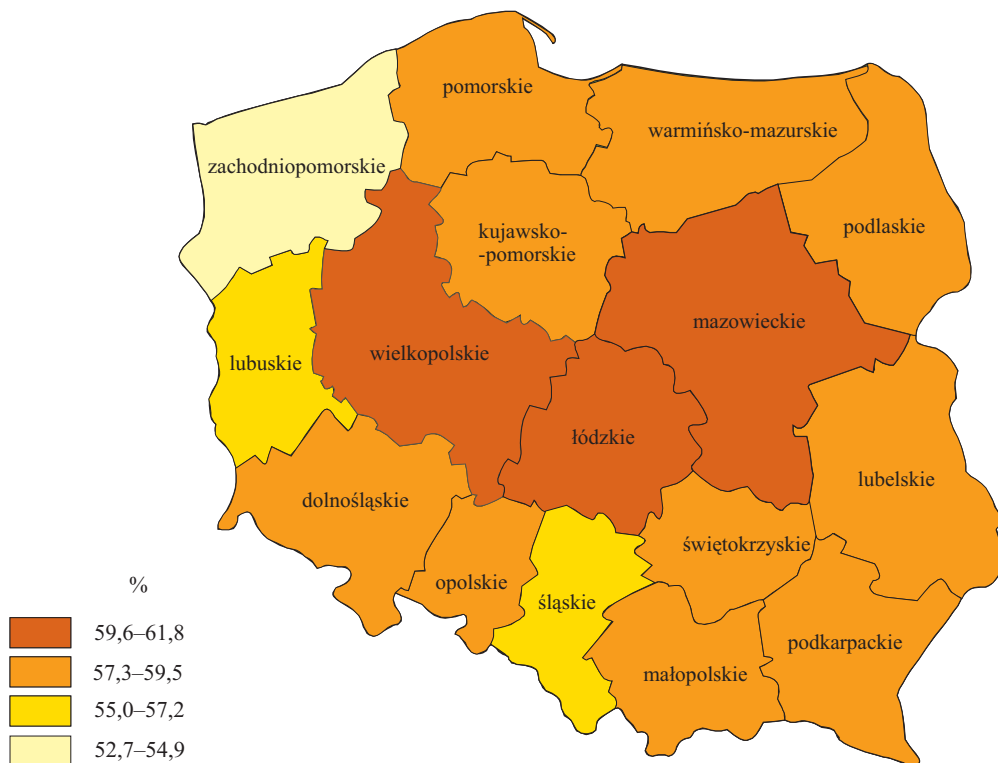 pomorskie
warmińsko-mazurskie
zachodniopomorskie
podlaskie
kujawsko-
-pomorskie
mazowieckie
wielkopolskie
lubuskie
łódzkie
lubelskie
dolnośląskie
świętokrzyskie
opolskie
śląskie
podkarpackie
małopolskie
%
59,6–61,8
57,3–59,5
55,0–57,2
52,7–54,9